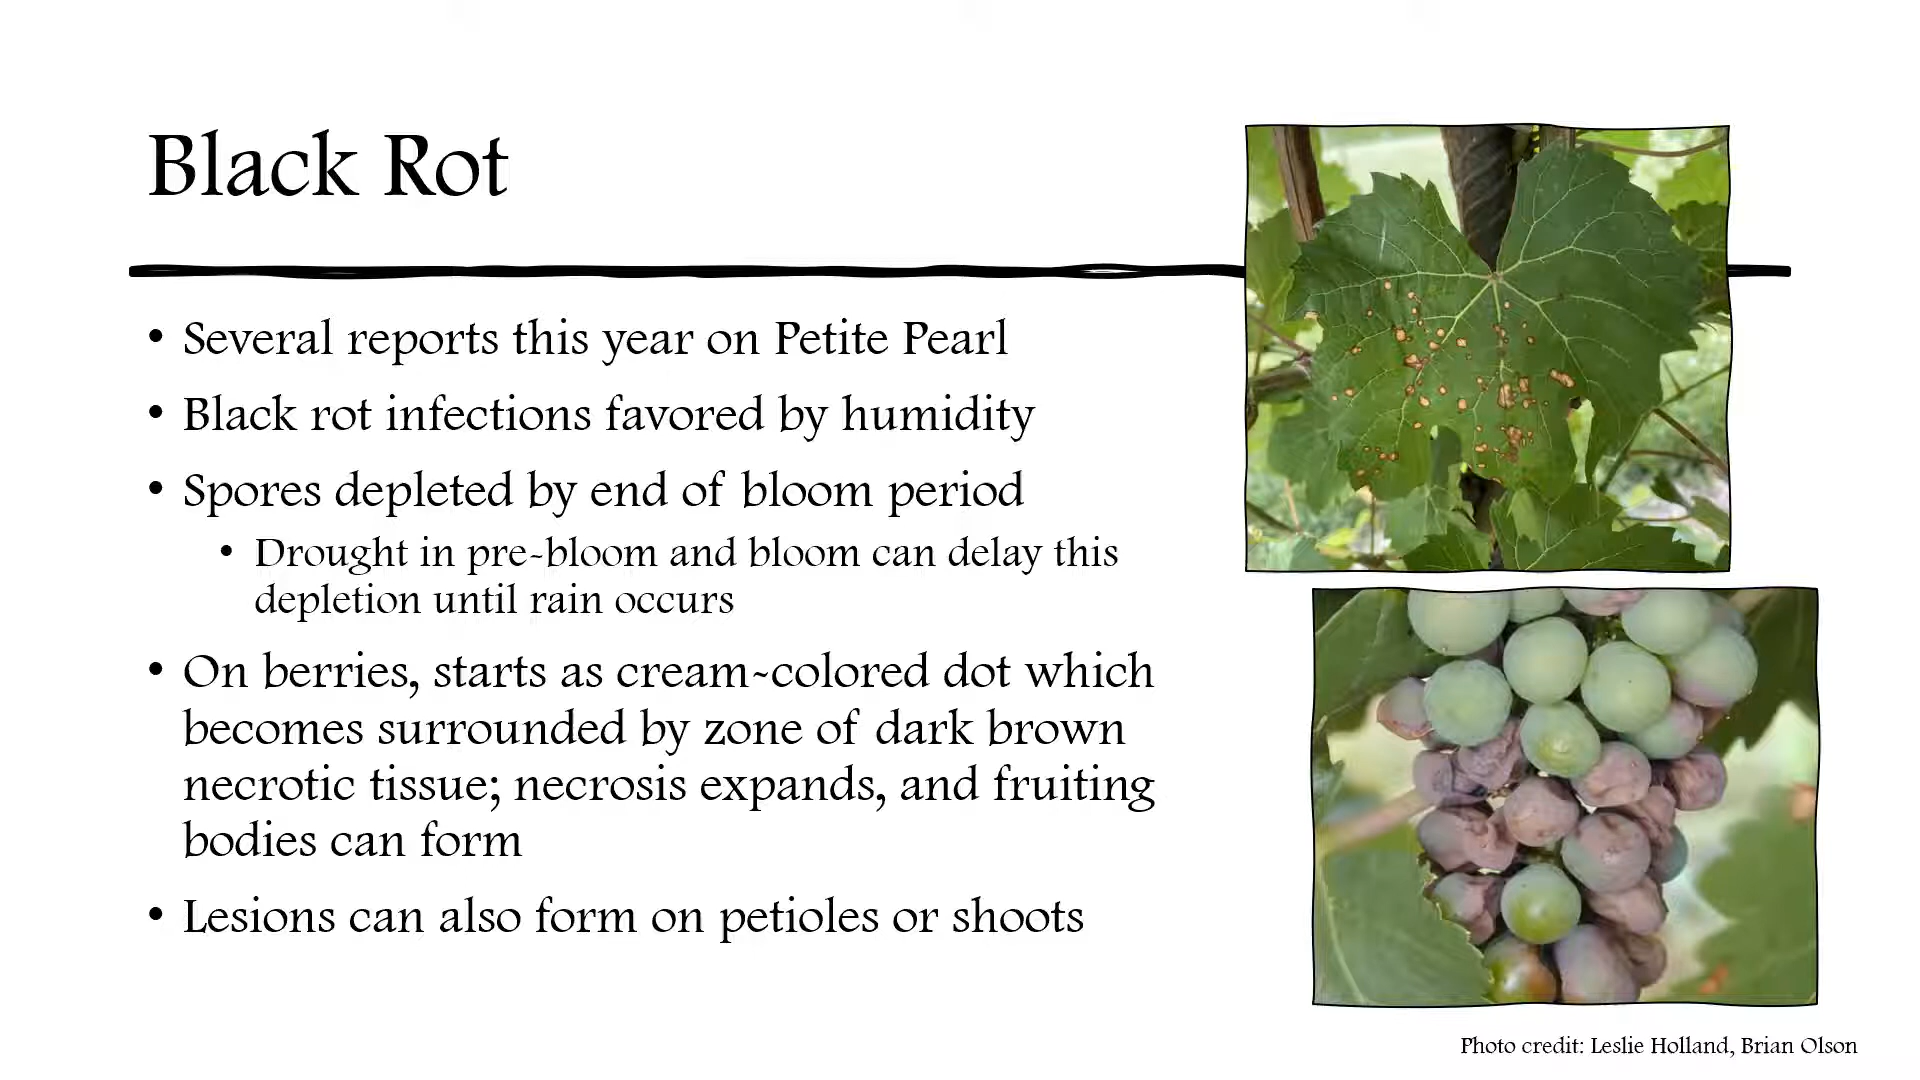 Black Rot
• Several reports this year on Petite Pearl
• Black rot infections favored by humidity
• Spores depleted by end of bloom period
• Drought in pre-bloom and bloom can delay this
depletion until rain occurs
• On berries, starts as cream-colored dot which
becomes surrounded by zone of dark brown
necrotic tissue; necrosis expands, and fruiting
bodies can form
• Lesions can also form on petioles or shoots
Photo credit: Leslie Holland, Brian Olson